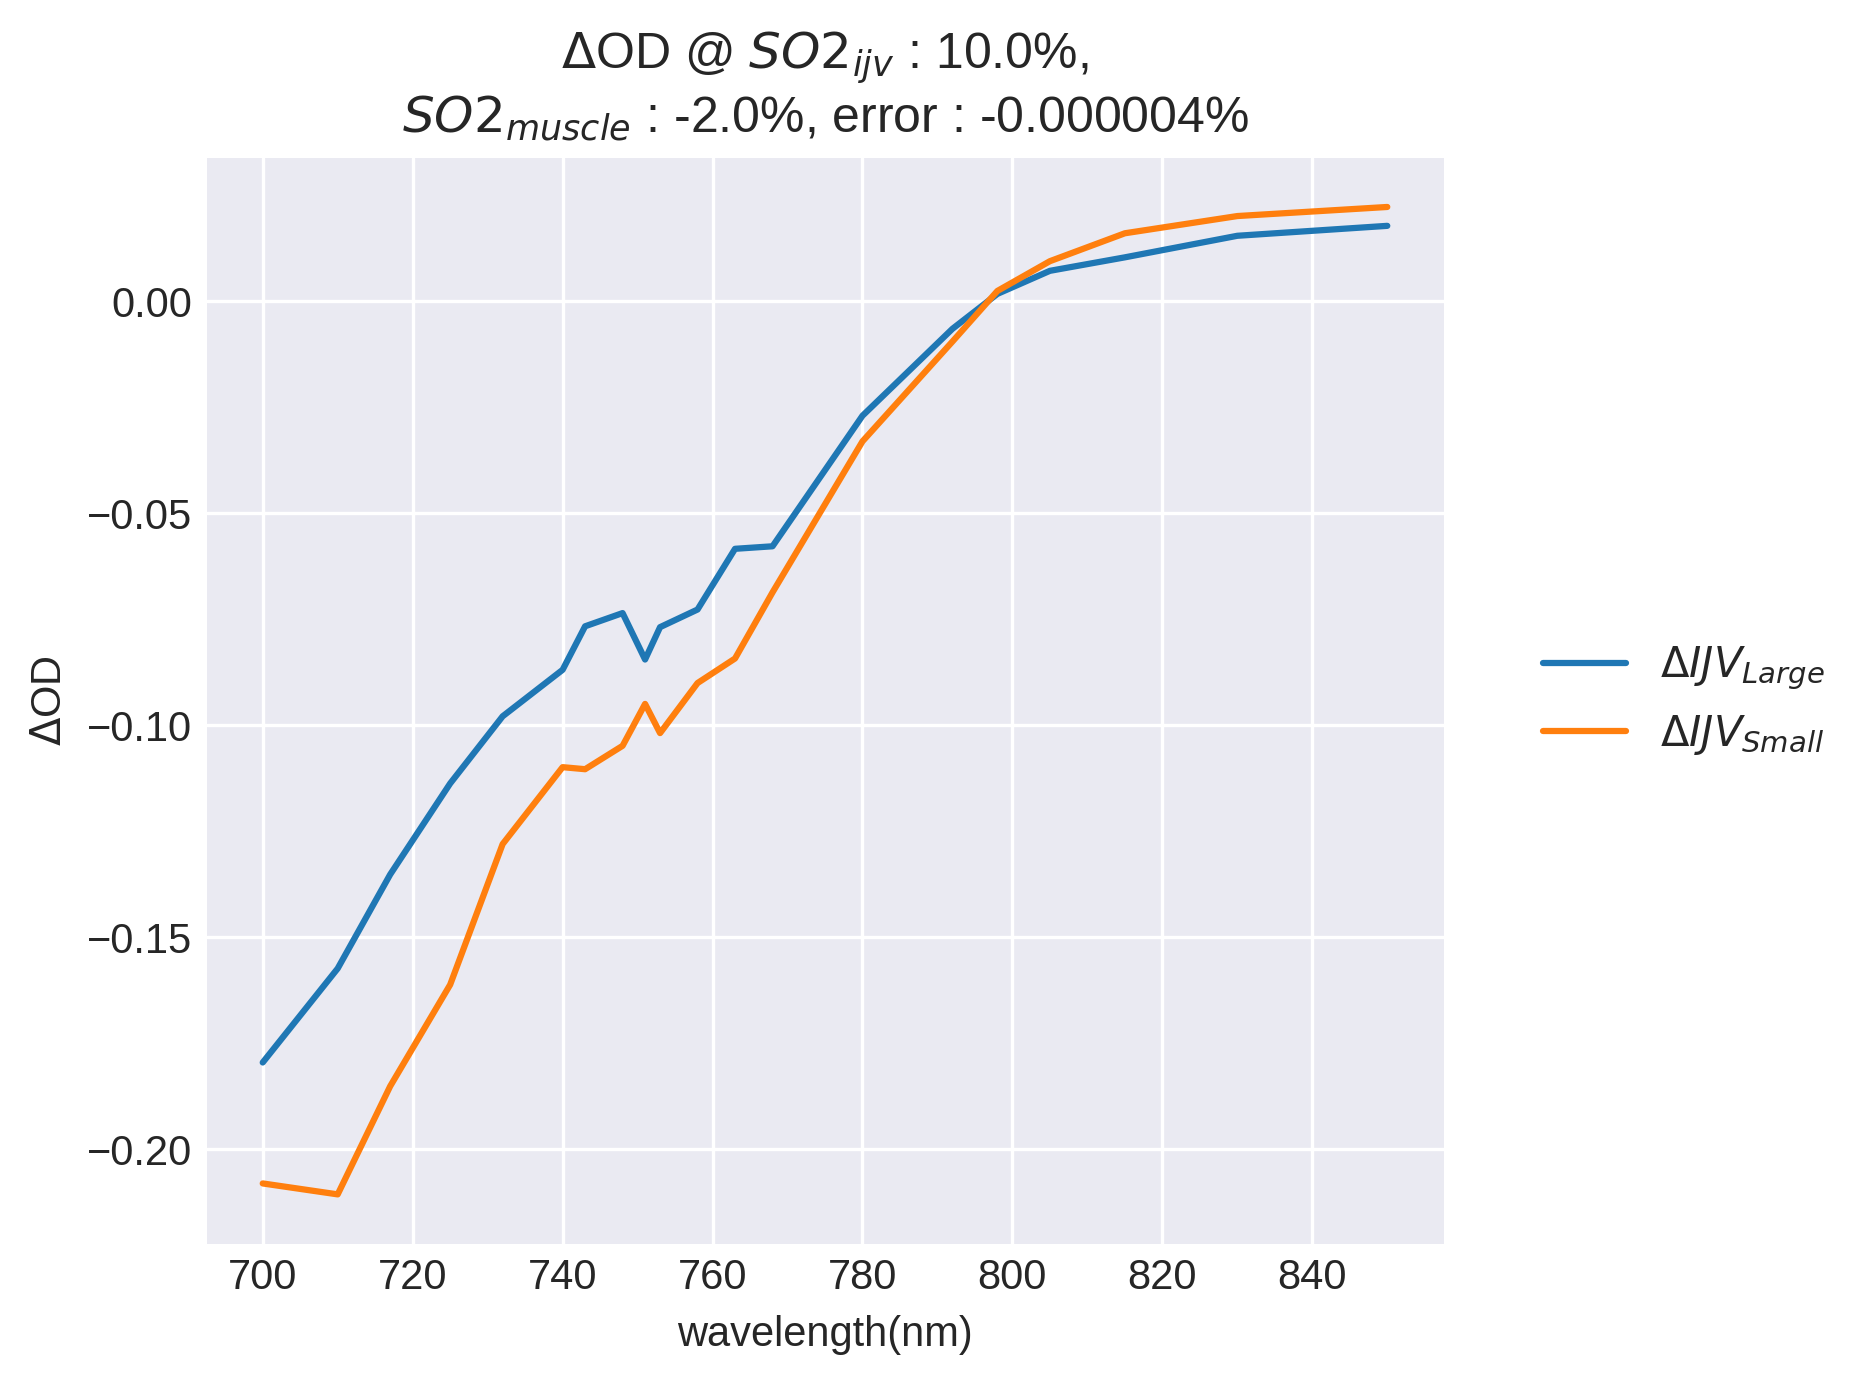 ΔOD @ SO2ijv : 10.0%,
SO2muscle : -2.0%, error : -0.000004%
0.00
−0.05
−0.10
−0.15
−0.20
ΔOD
700 720 740 760 780 800 820 840
wavelength(nm)
ΔIJVLarge
ΔIJVSmall